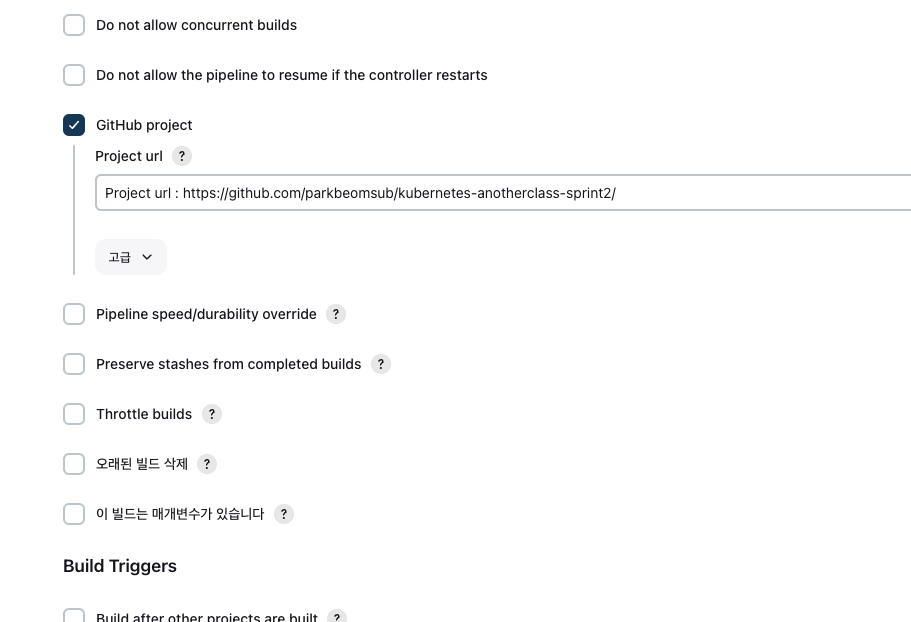 Do not allow concurrent builds
Do not allow the pipeline to resume if the controller restarts
GitHub project
Project url ?
Project url : https://github.com/parkbeomsub/kubernetes-anotherclass-sprint2/
고급
Pipeline speed/durability override ?
Preserve stashes from completed builds ?
Throttle builds ?
오래된 빌드 삭제 ?
이 빌드는 매개변수가 있습니다 ?
Build Triggers
Build after other projects are built ?